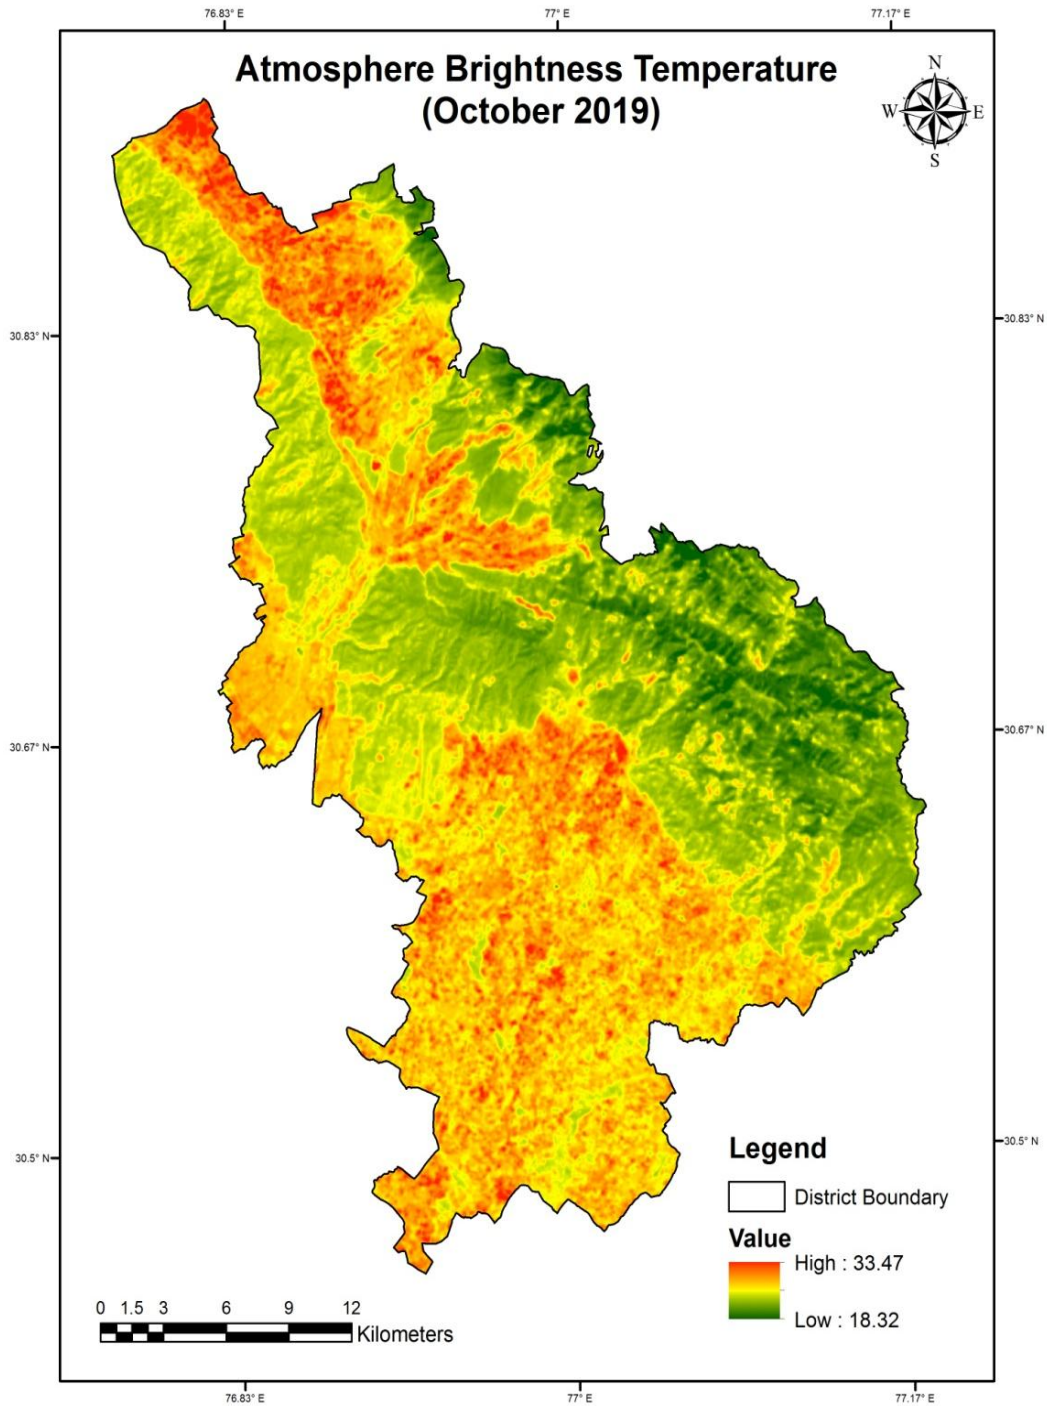 76.83° E 77° E 77.17° E
Atmosphere Brightness Temperature
(October 2019)
N
W E
S
30.83° N 30.83° N
30.67° N 30.67° N
30.5° N 30.5° N
Legend
District Boundary
Value
High : 33.47
Low : 18.32
0 1.5 3 6 9 12
Kilometers
76.83° E 77° E 77.17° E